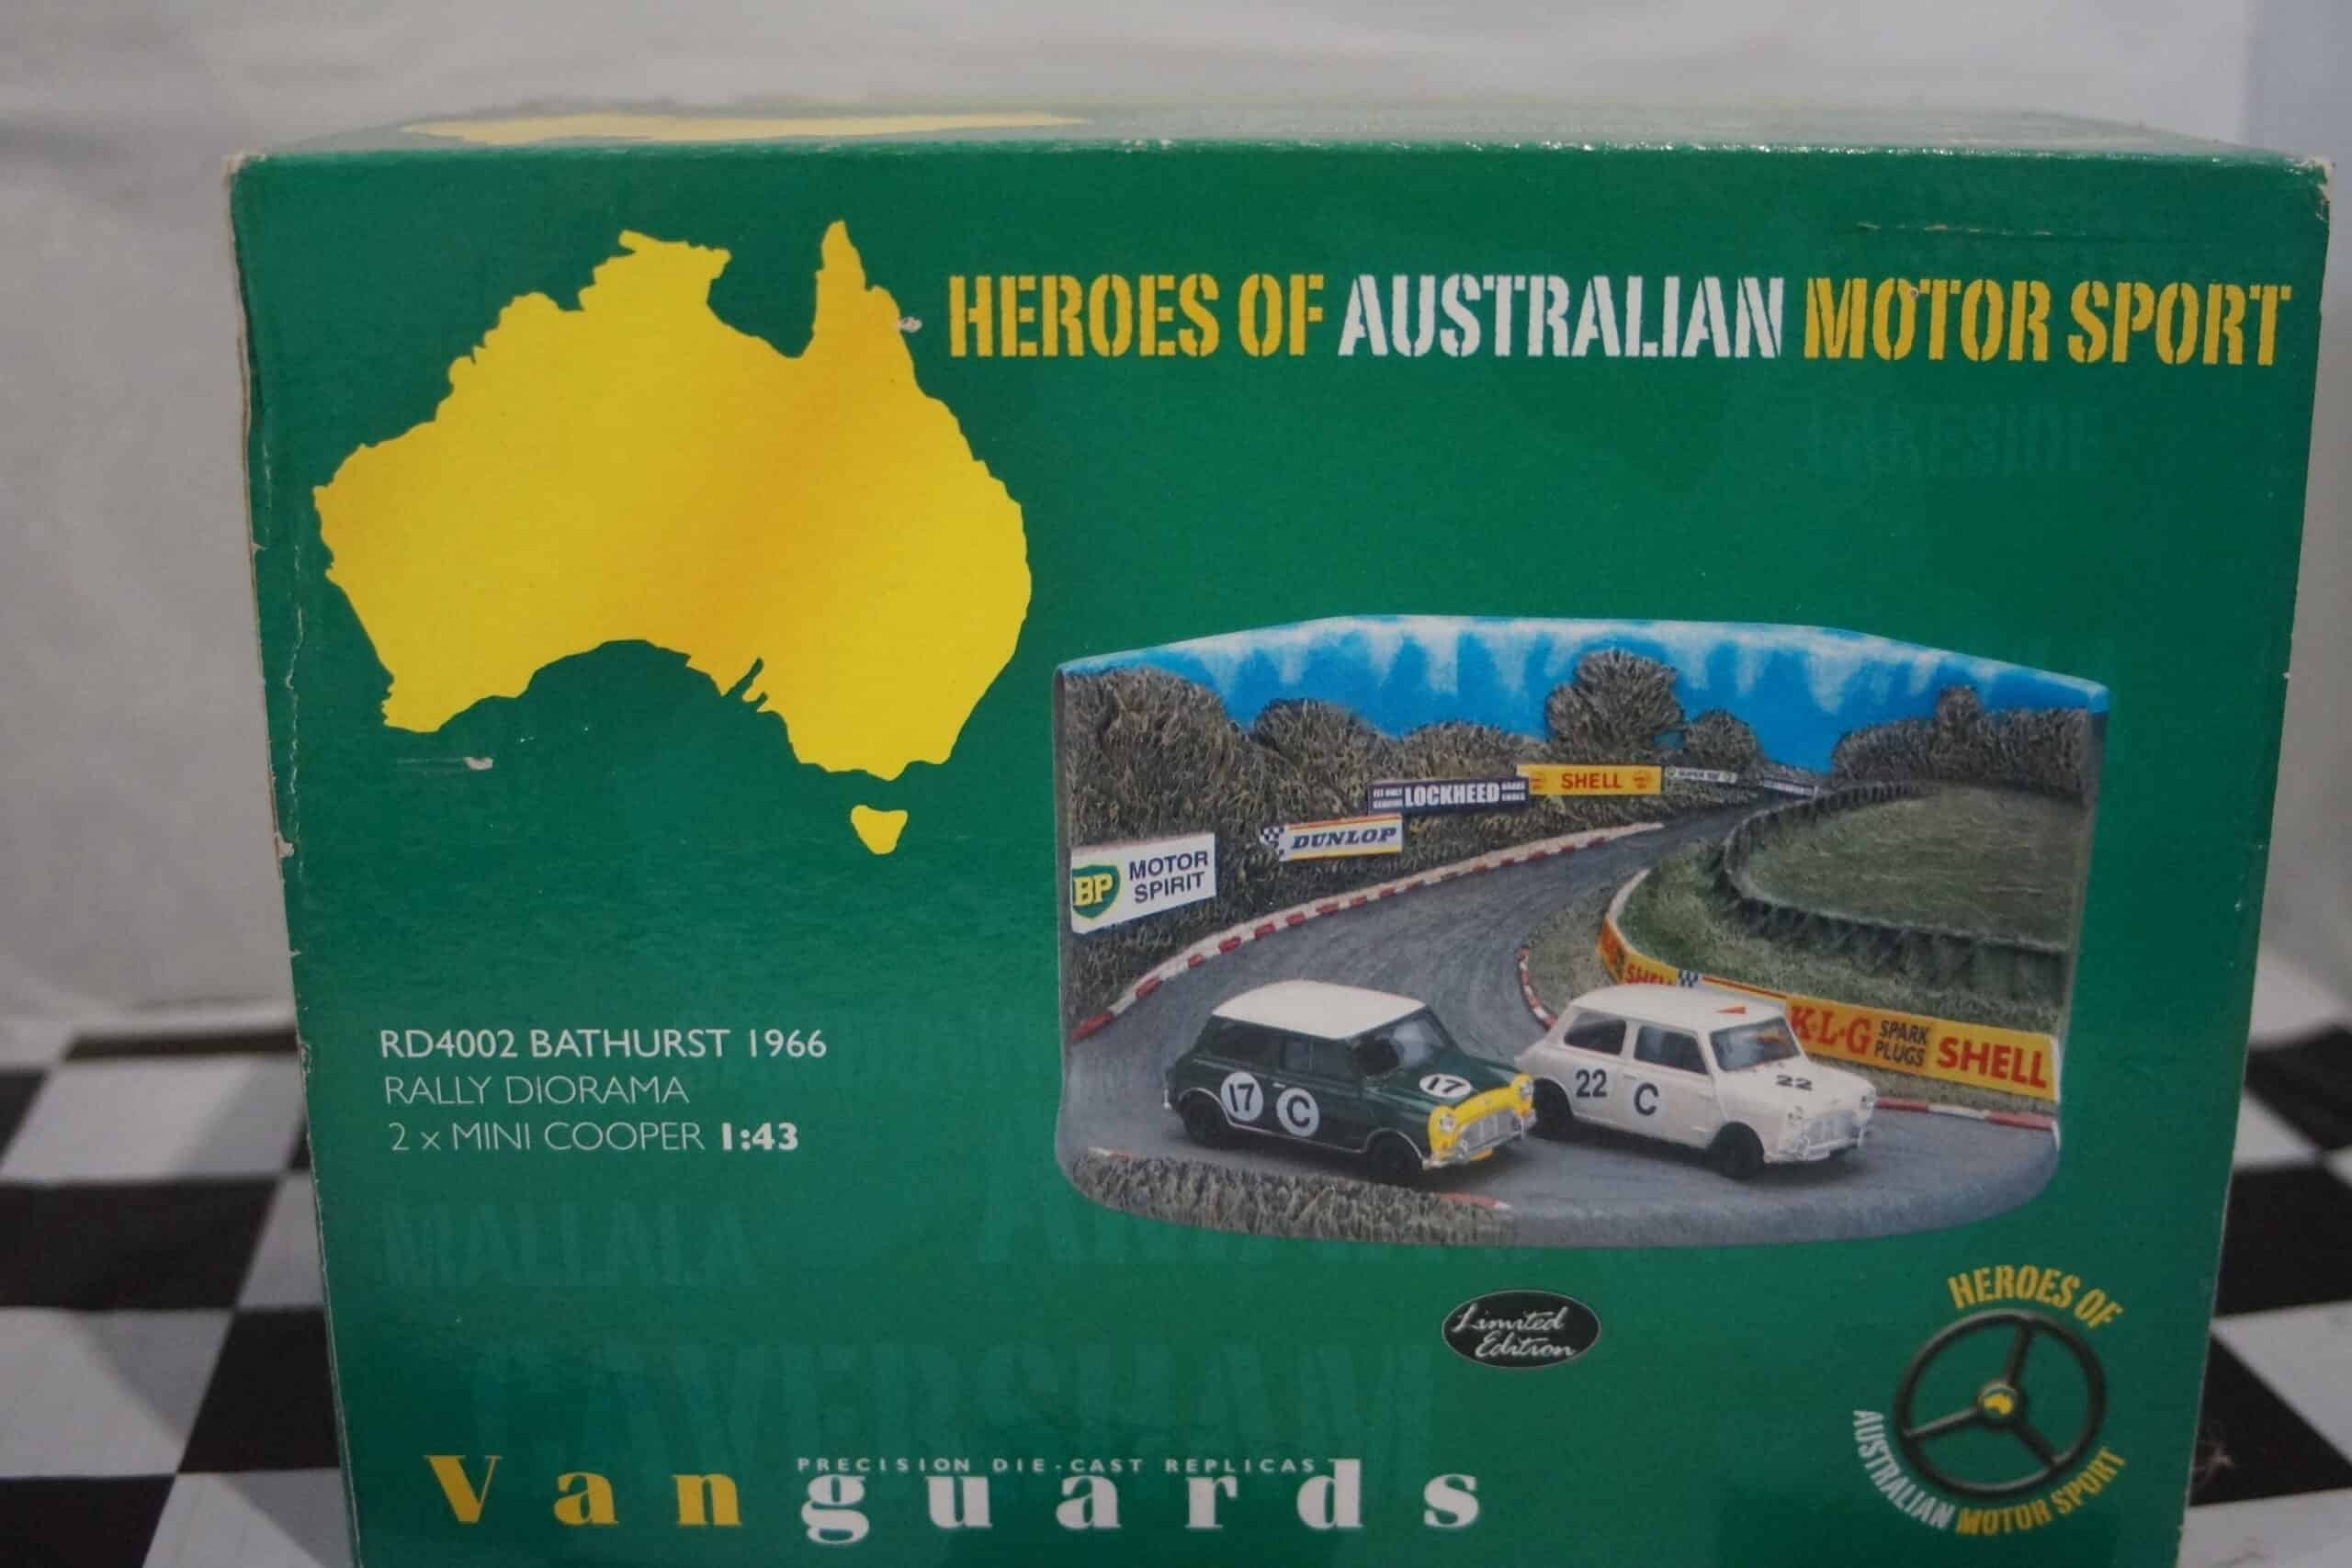 HEROES OF AUSTRALIAN MOTOR SPORT
LOCKHEED
SHELL
DUNLOP
BP MOTOR
SPIRIT
SHELL
K·L·G SPARK
PLUGS SHELL
17 C 17
22 C 22
RD4002 BATHURST 1966
RALLY DIORAMA
2 x MINI COOPER 1:43
MALLALA
CAVERSHAM
Limited
Edition
HEROES OF
AUSTRALIAN MOTOR SPORT
PRECISION DIE-CAST REPLICAS
Vanguards